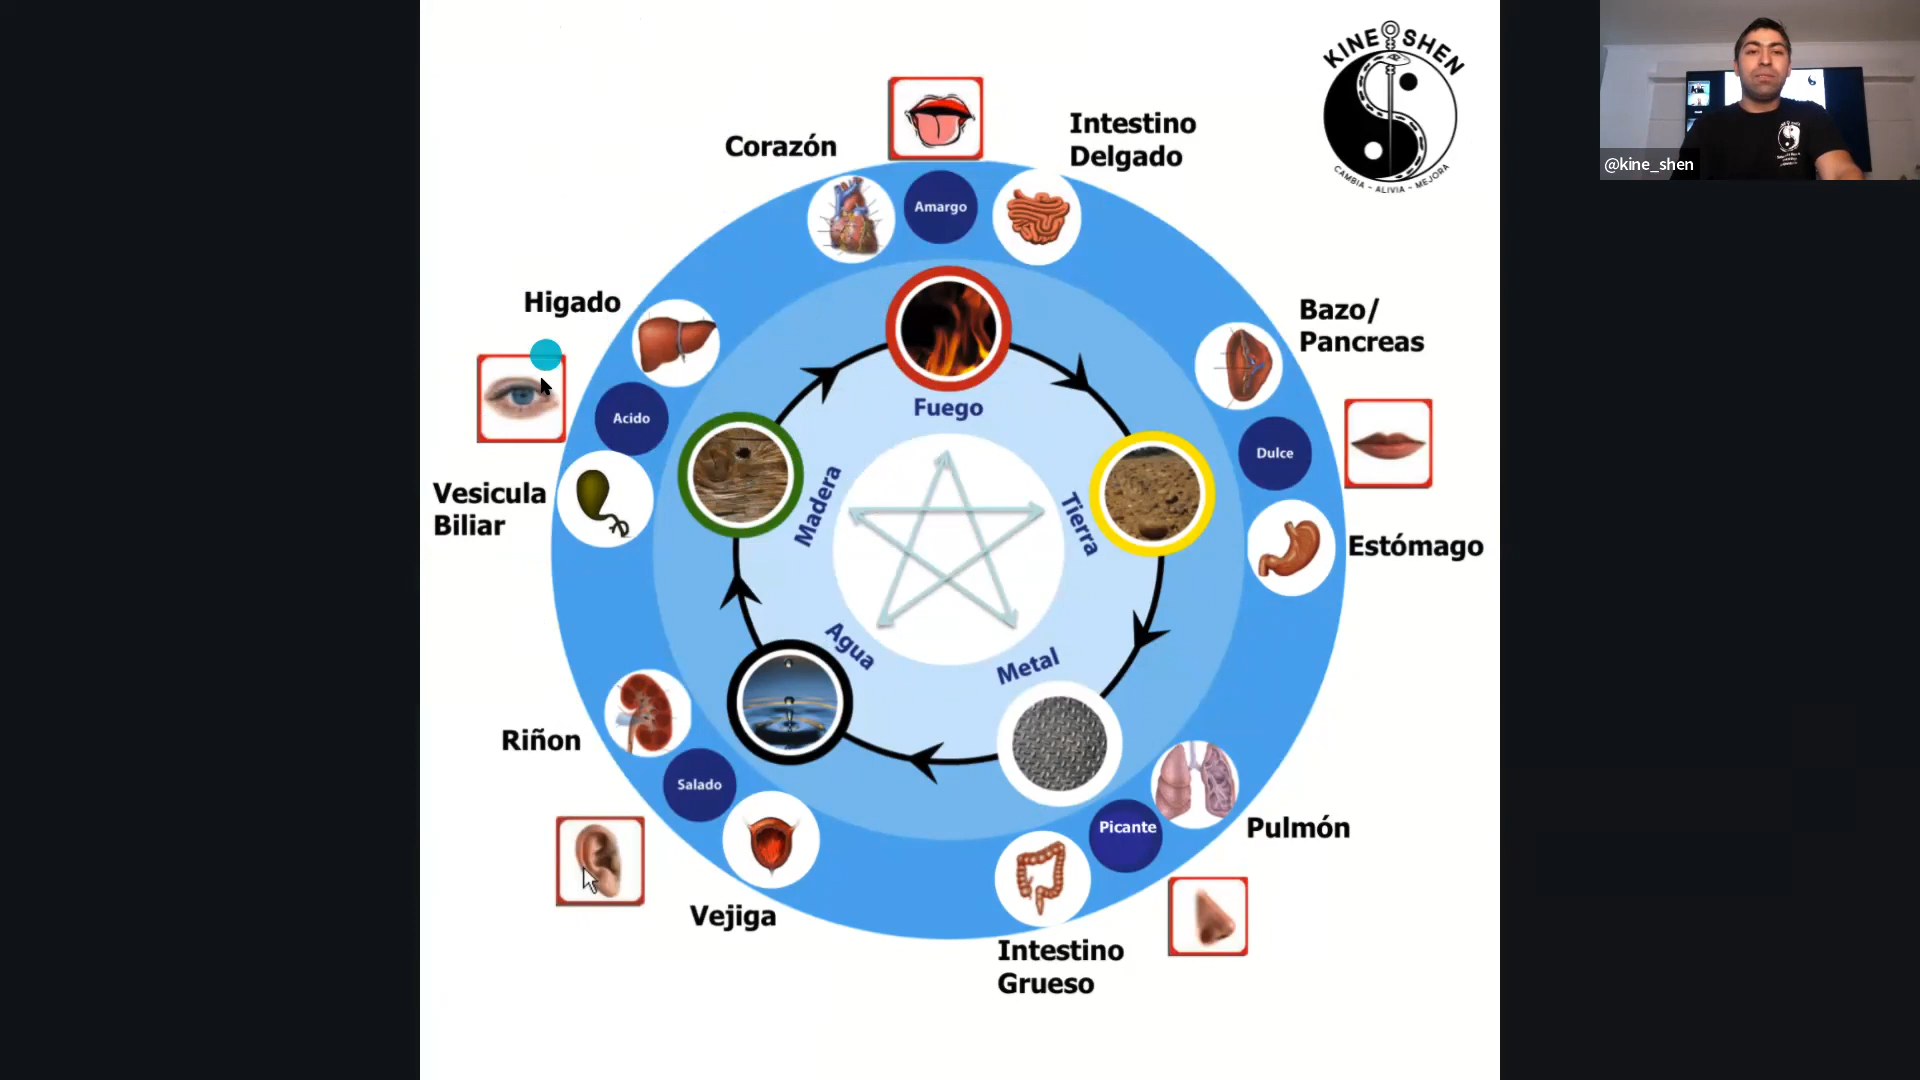 KINE SHEN
CAMBIA - ALIVIA - MEJORA
@kine_shen
Corazón
Intestino
Delgado
Amargo
Higado
Bazo/
Pancreas
Fuego
Acido
Dulce
Vesicula
Biliar
Madera
Tierra
Estómago
Agua
Metal
Riñon
Salado
Picante
Pulmón
Vejiga
Intestino
Grueso